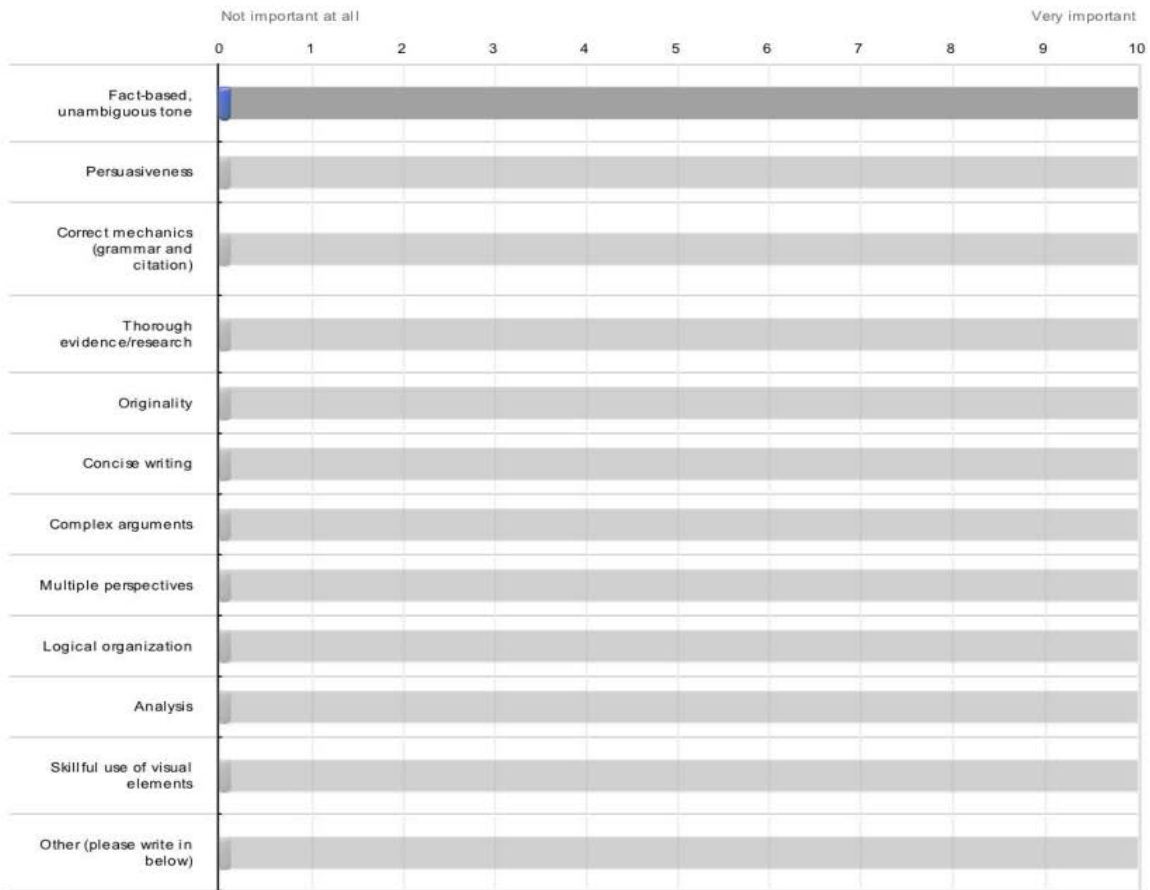 Not important at all Very important
0 1 2 3 4 5 6 7 8 9 10
Fact-based,
unambiguous tone
Persuasiveness
Correct mechanics
(grammar and
citation)
Thorough
evidence/research
Originality
Concise writing
Complex arguments
Multiple perspectives
Logical organization
Analysis
Skillful use of visual
elements
Other (please write in
below)